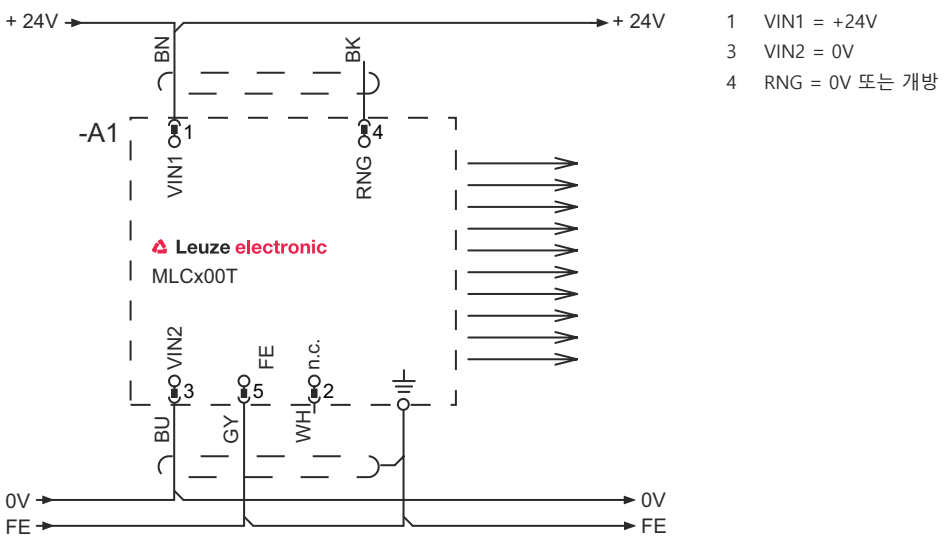 + 24V
+ 24V
1 VIN1 = +24V
3 VIN2 = 0V
4 RNG = 0V 또는 개방
BN
BK
-A1
1
4
VIN1
RNG
Leuze electronic
MLCx00T
VIN2
FE
n.c.
3
5
2
BU
GY
WH
0V
0V
FE
FE